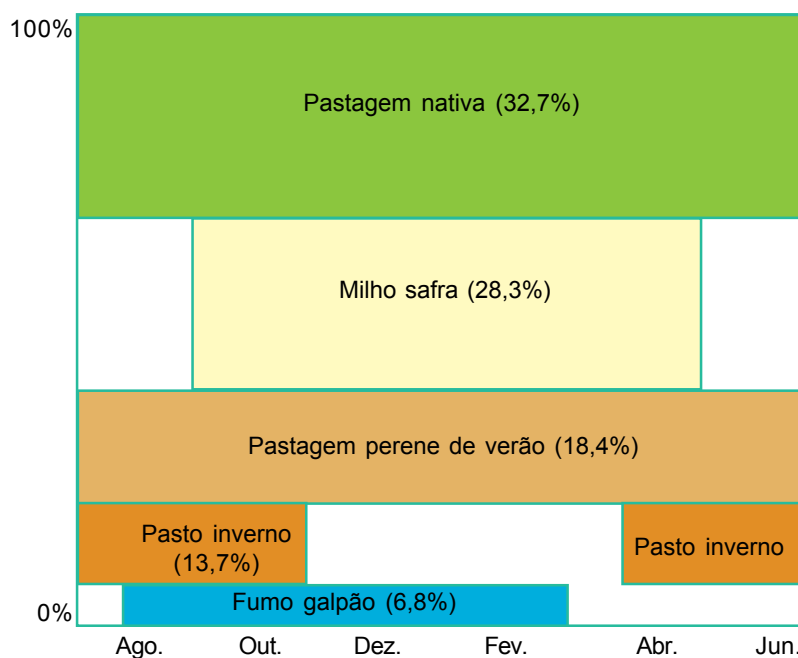 100%
Pastagem nativa (32,7%)
Milho safra (28,3%)
Pastagem perene de verão (18,4%)
Pasto inverno
(13,7%)
Pasto inverno
Fumo galpão (6,8%)
0%
Ago. Out. Dez. Fev. Abr. Jun.